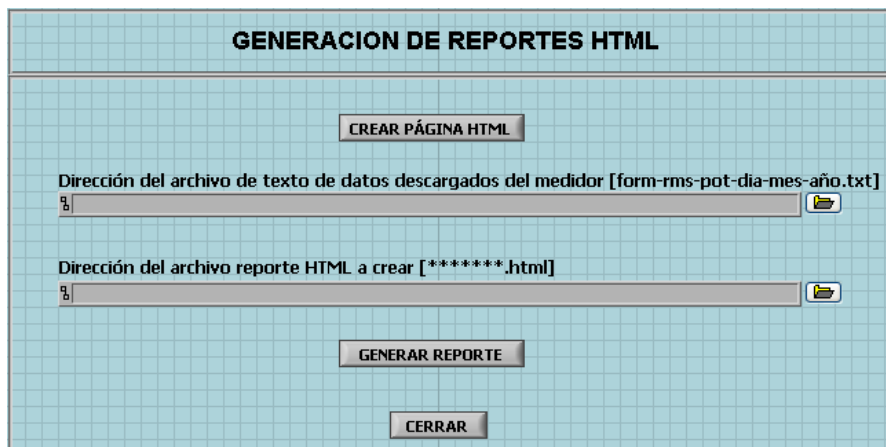 GENERACION DE REPORTES HTML
CREAR PÁGINA HTML
Dirección del archivo de texto de datos descargados del medidor [form-rms-pot-dia-mes-año.txt]
Dirección del archivo reporte HTML a crear [*******.html]
GENERAR REPORTE
CERRAR